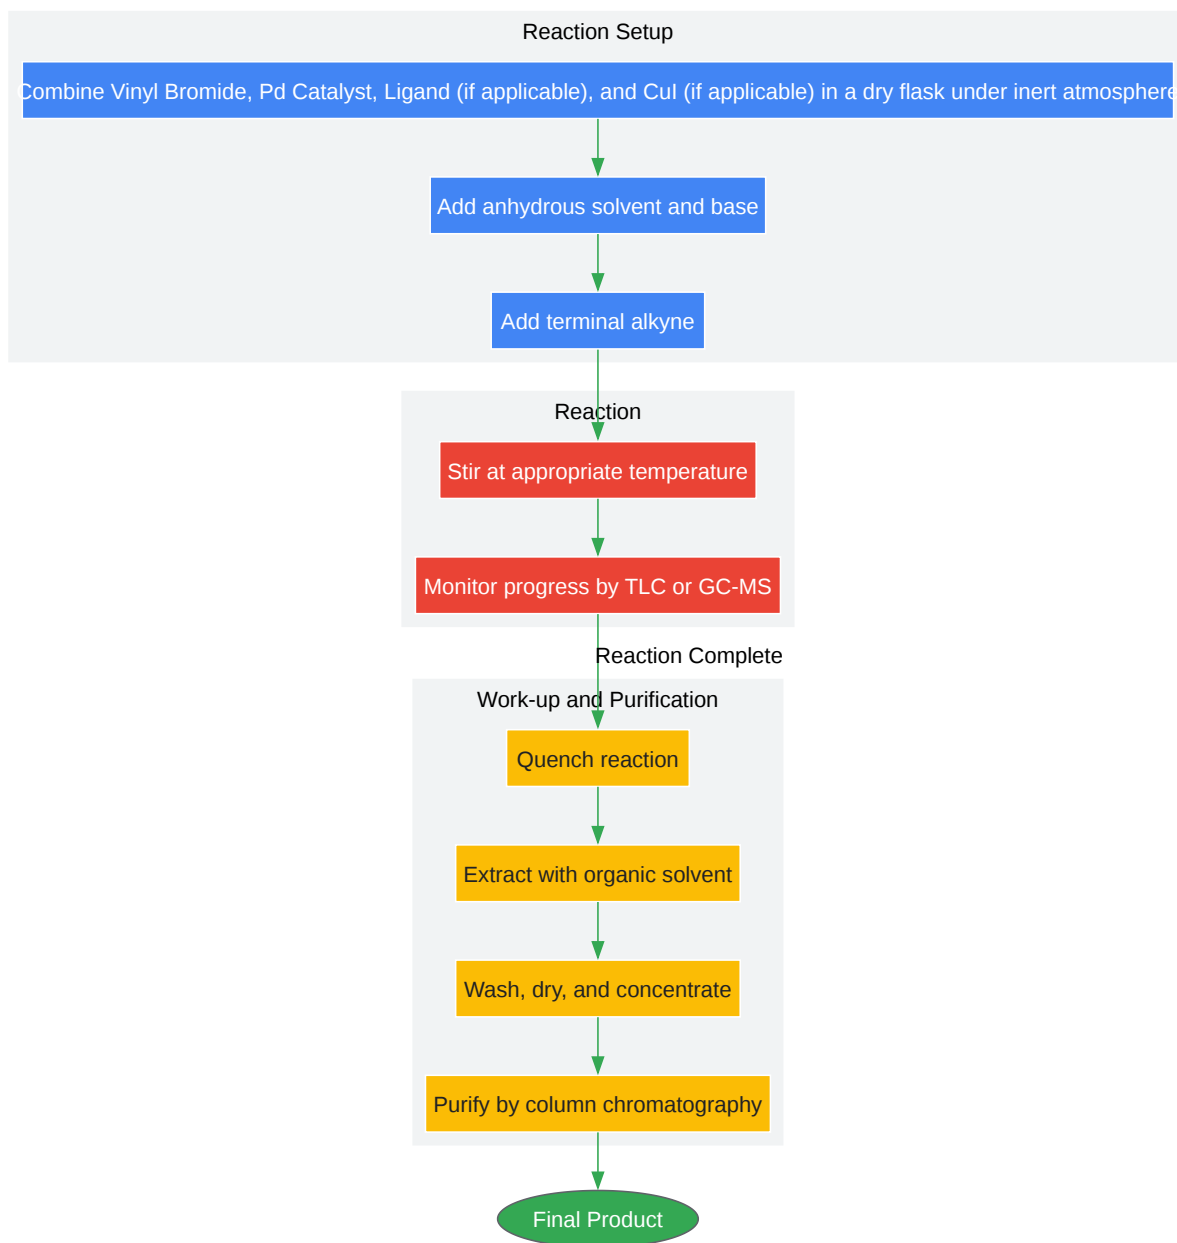 Reaction Setup
Combine Vinyl Bromide, Pd Catalyst, Ligand (if applicable), and CuI (if applicable) in a dry flask under inert atmosphere
Add anhydrous solvent and base
Add terminal alkyne
Reaction
Stir at appropriate temperature
Monitor progress by TLC or GC-MS
Reaction Complete
Work-up and Purification
Quench reaction
Extract with organic solvent
Wash, dry, and concentrate
Purify by column chromatography
Final Product